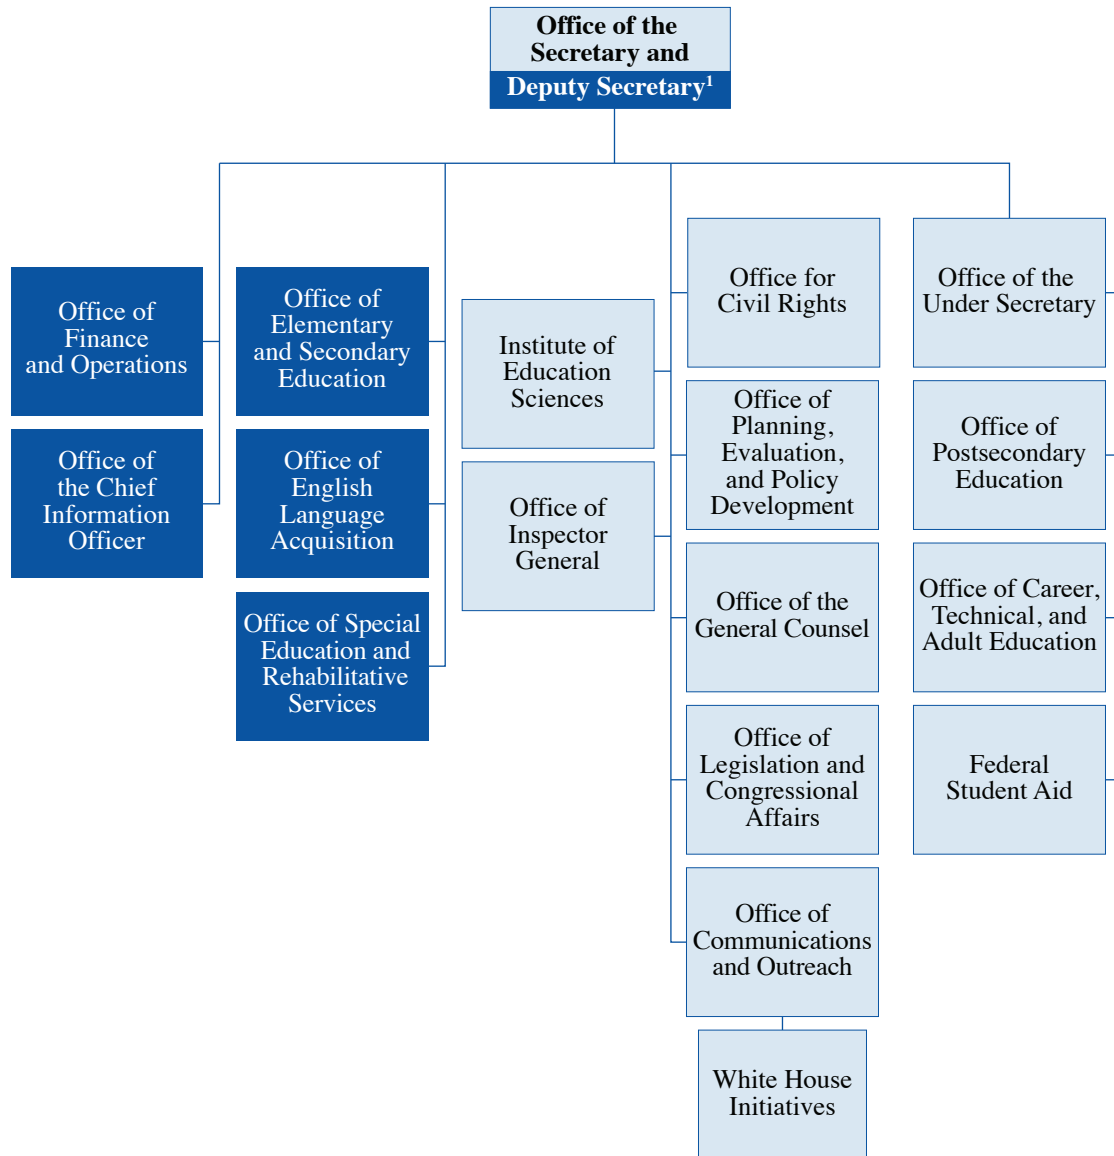 Office of the
Secretary and
Deputy Secretary¹
Office of
Finance
and Operations
Office of
the Chief
Information
Officer
Office of
Elementary
and Secondary
Education
Office of
English
Language
Acquisition
Office of Special
Education and
Rehabilitative
Services
Institute of
Education
Sciences
Office of
Inspector
General
Office for
Civil Rights
Office of
Planning,
Evaluation,
and Policy
Development
Office of the
General Counsel
Office of
Legislation and
Congressional
Affairs
Office of
Communications
and Outreach
White House
Initiatives
Office of the
Under Secretary
Office of
Postsecondary
Education
Office of Career,
Technical, and
Adult Education
Federal
Student Aid